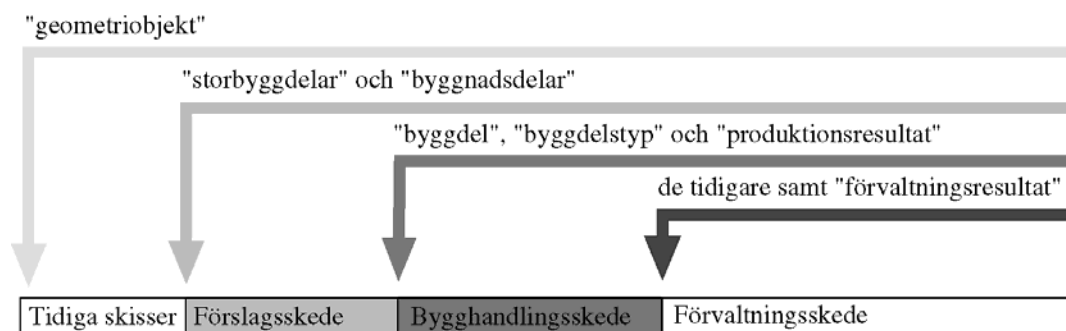 "geometriobjekt"
"storbyggdelar" och "byggnadsdelar"
"byggdel", "byggdelstyp" och "produktionsresultat"
de tidigare samt "förvaltningsresultat"
Tidiga skisser Förslagsskede Bygghandlingsskede Förvaltningsskede